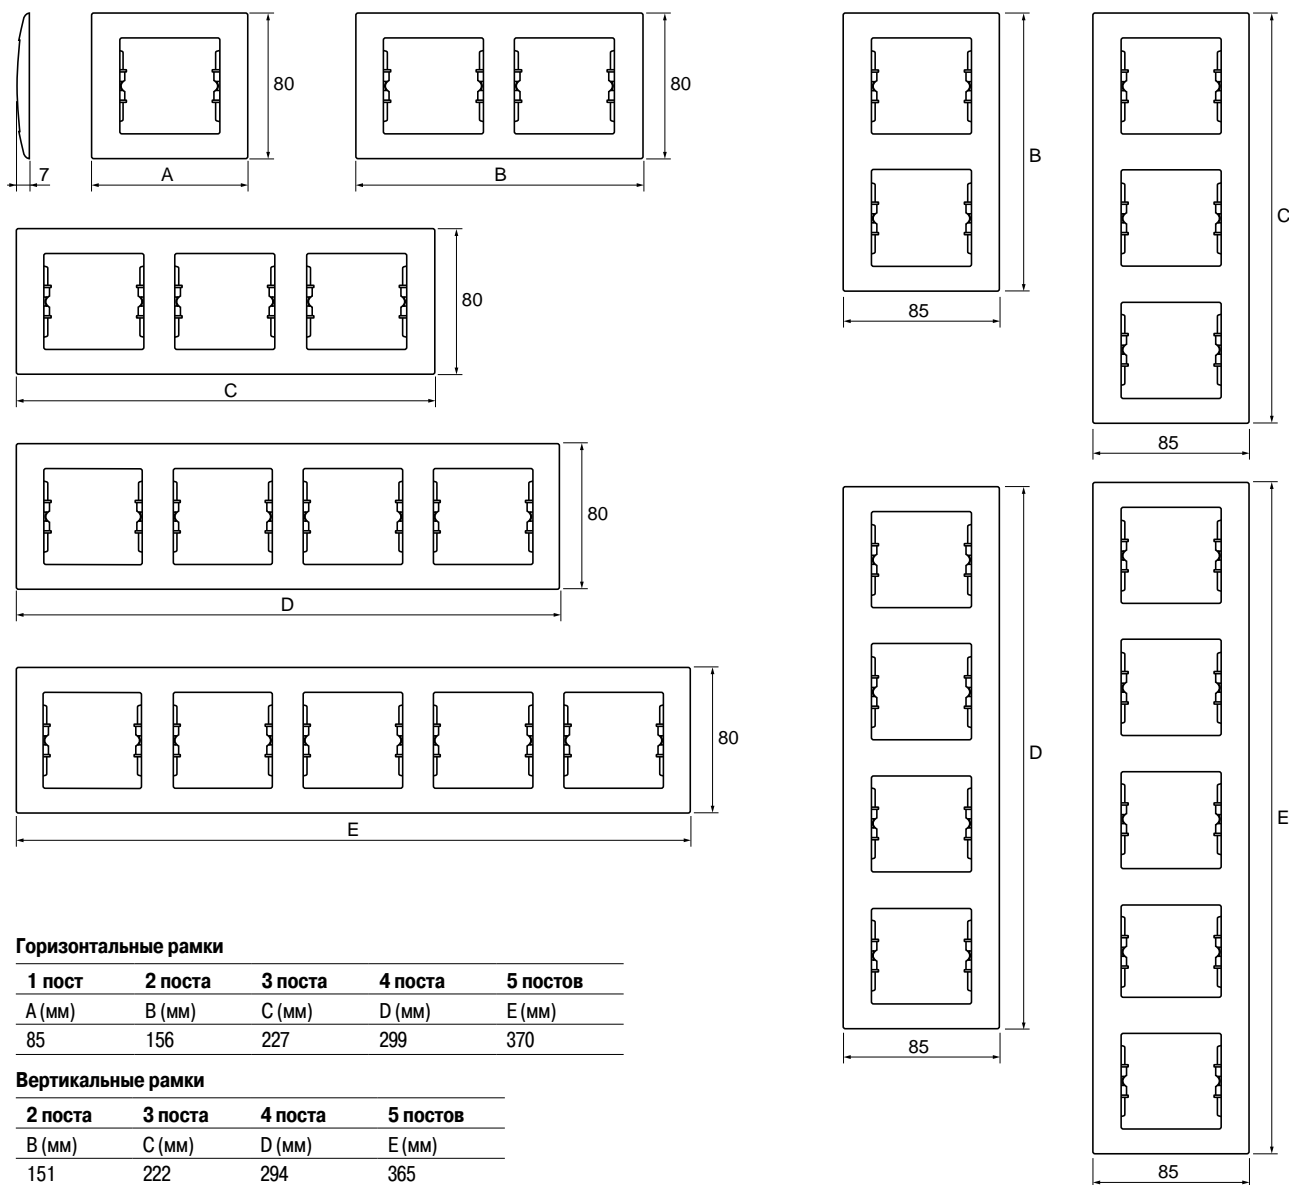 80
7
A
80
B
80
C
80
D
80
E
B
85
C
85
D
85
E
85
Горизонтальные рамки
1 пост 2 поста 3 поста 4 поста 5 постов
A (мм) B (мм) C (мм) D (мм) E (мм)
85 156 227 299 370
Вертикальные рамки
2 поста 3 поста 4 поста 5 постов
B (мм) C (мм) D (мм) E (мм)
151 222 294 365